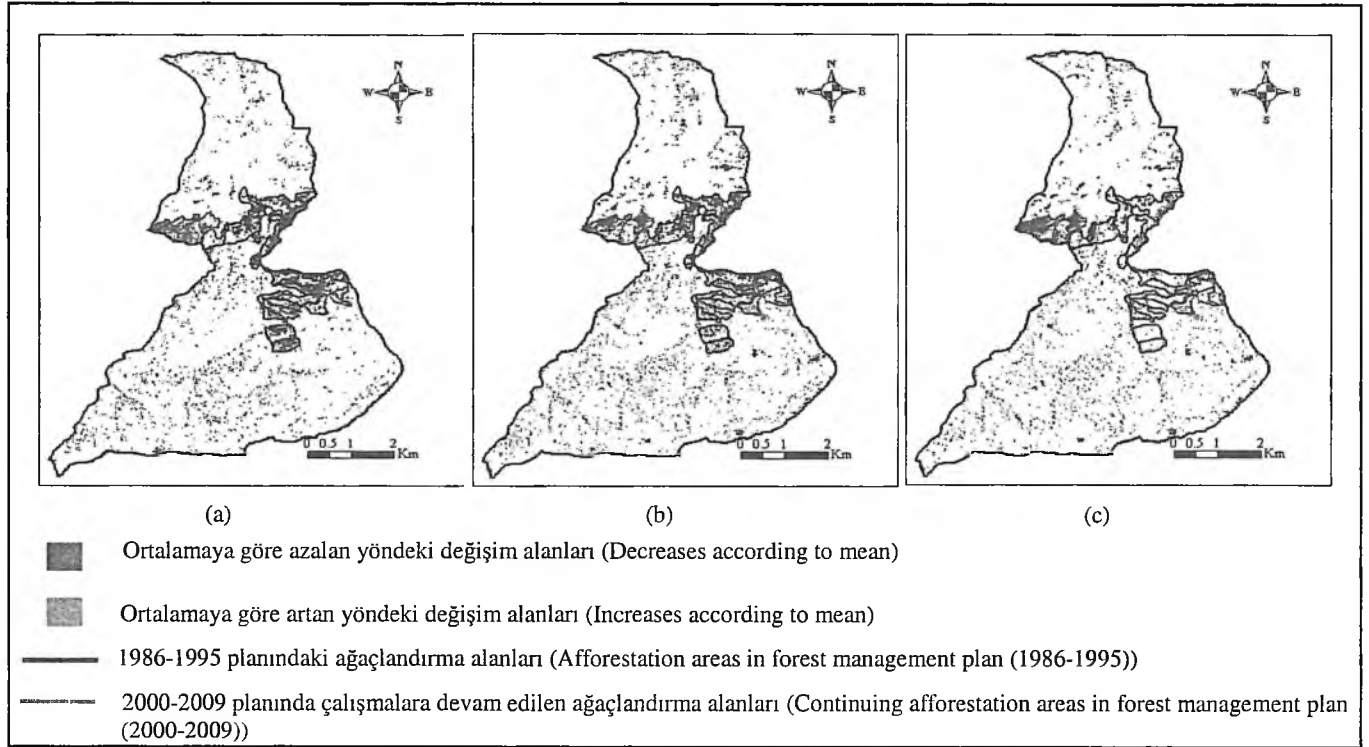 N
W E
S
0 0.5 1 2
Km
N
W E
S
0 0.5 1 2
Km
N
W E
S
0 0.5 1 2
Km
(a) (b) (c)
Ortalamaya göre azalan yöndeki değişim alanları (Decreases according to mean)
Ortalamaya göre artan yöndeki değişim alanları (Increases according to mean)
1986-1995 planındaki ağaçlandırma alanları (Afforestation areas in forest management plan (1986-1995))
2000-2009 planında çalışmalara devam edilen ağaçlandırma alanları (Continuing afforestation areas in forest management plan
(2000-2009))